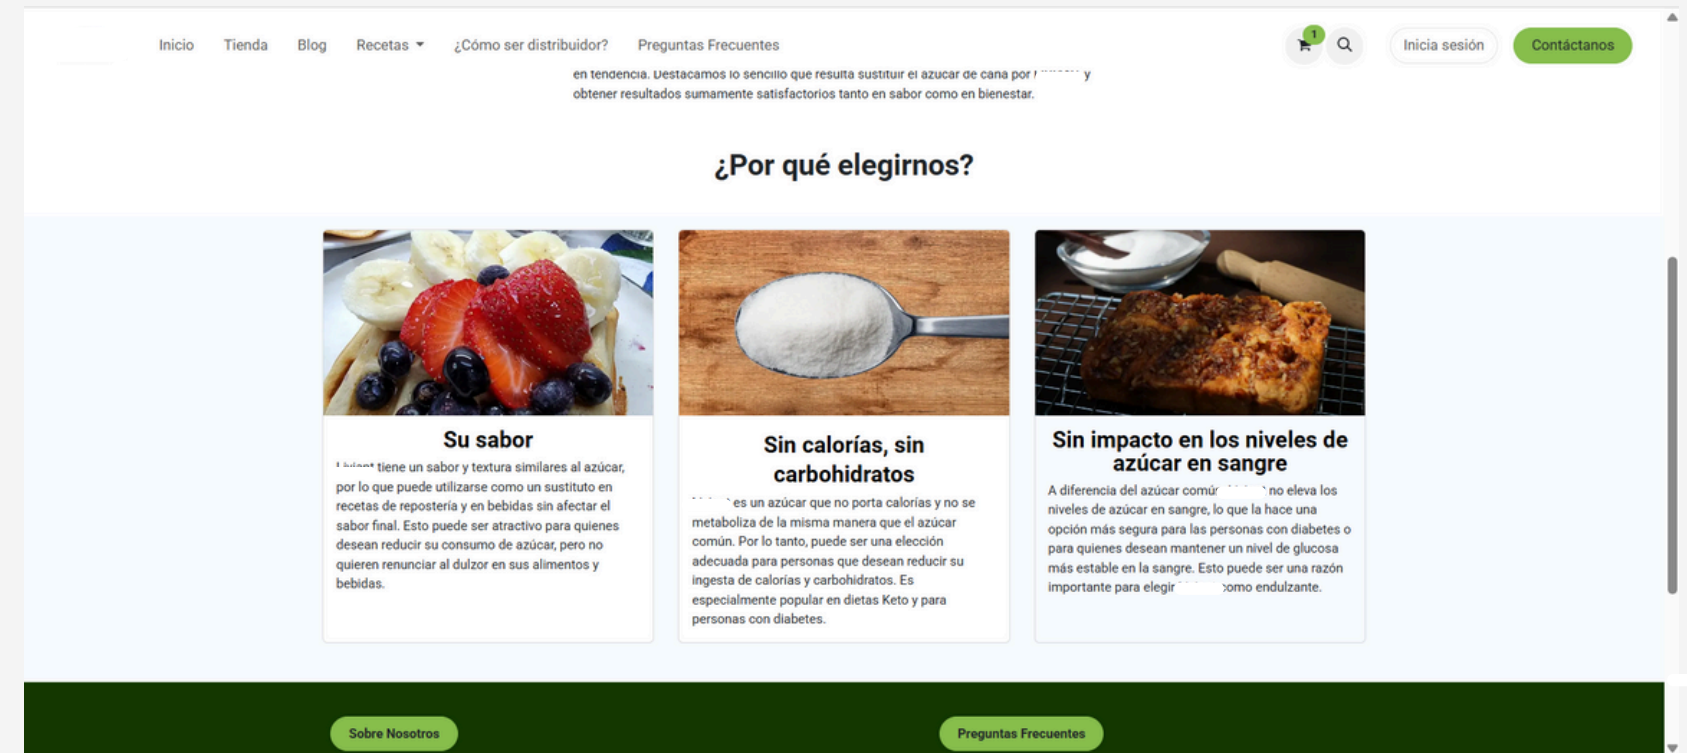 Inicio Tienda Blog Recetas ¿Cómo ser distribuidor? Preguntas Frecuentes 1 Inicia sesión Contáctanos
en tendencia. Destacamos lo sencillo que resulta sustituir el azúcar de caña por y
obtener resultados sumamente satisfactorios tanto en sabor como en bienestar.
¿Por qué elegirnos?
Su sabor
tiene un sabor y textura similares al azúcar,
por lo que puede utilizarse como un sustituto en
recetas de repostería y en bebidas sin afectar el
sabor final. Esto puede ser atractivo para quienes
desean reducir su consumo de azúcar, pero no
quieren renunciar al dulzor en sus alimentos y
bebidas.
Sin calorías, sin
carbohidratos
es un azúcar que no porta calorías y no se
metaboliza de la misma manera que el azúcar
común. Por lo tanto, puede ser una elección
adecuada para personas que desean reducir su
ingesta de calorías y carbohidratos. Es
especialmente popular en dietas Keto y para
personas con diabetes.
Sin impacto en los niveles de
azúcar en sangre
A diferencia del azúcar común no eleva los
niveles de azúcar en sangre, lo que la hace una
opción más segura para las personas con diabetes o
para quienes desean mantener un nivel de glucosa
más estable en la sangre. Esto puede ser una razón
importante para elegir como endulzante.
Sobre Nosotros
Preguntas Frecuentes